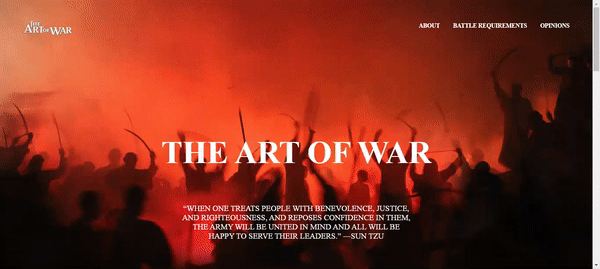 THE
ART OF WAR
ABOUT
BATTLE REQUIREMENTS
OPINIONS
THE ART OF WAR
“WHEN ONE TREATS PEOPLE WITH BENEVOLENCE, JUSTICE,
AND RIGHTEOUSNESS, AND REPOSES CONFIDENCE IN THEM,
THE ARMY WILL BE UNITED IN MIND AND ALL WILL BE
HAPPY TO SERVE THEIR LEADERS.” —SUN TZU